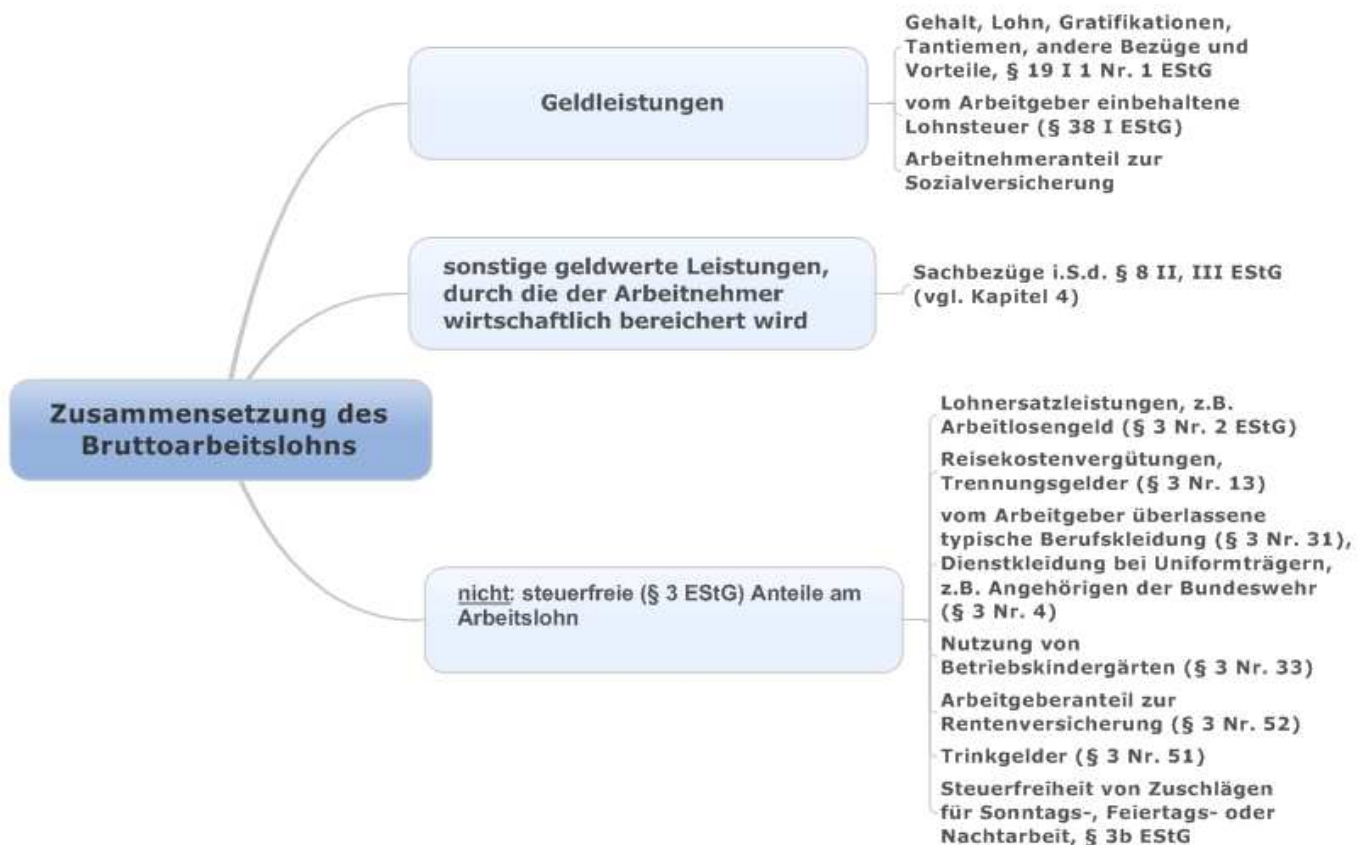 Zusammensetzung des
Bruttoarbeitslohns
Geldleistungen
Gehalt, Lohn, Gratifikationen,
Tantiemen, andere Bezüge und
Vorteile, § 19 I 1 Nr. 1 EStG
vom Arbeitgeber einbehaltene
Lohnsteuer (§ 38 I EStG)
Arbeitnehmeranteil zur
Sozialversicherung
sonstige geldwerte Leistungen,
durch die der Arbeitnehmer
wirtschaftlich bereichert wird
Sachbezüge i.S.d. § 8 II, III EStG
(vgl. Kapitel 4)
nicht: steuerfreie (§ 3 EStG) Anteile am
Arbeitslohn
Lohnersatzleistungen, z.B.
Arbeitlosengeld (§ 3 Nr. 2 EStG)
Reisekostenvergütungen,
Trennungsgelder (§ 3 Nr. 13)
vom Arbeitgeber überlassene
typische Berufskleidung (§ 3 Nr. 31),
Dienstkleidung bei Uniformträgern,
z.B. Angehörigen der Bundeswehr
(§ 3 Nr. 4)
Nutzung von
Betriebskindergärten (§ 3 Nr. 33)
Arbeitgeberanteil zur
Rentenversicherung (§ 3 Nr. 52)
Trinkgelder (§ 3 Nr. 51)
Steuerfreiheit von Zuschlägen
für Sonntags-, Feiertags- oder
Nachtarbeit, § 3b EStG